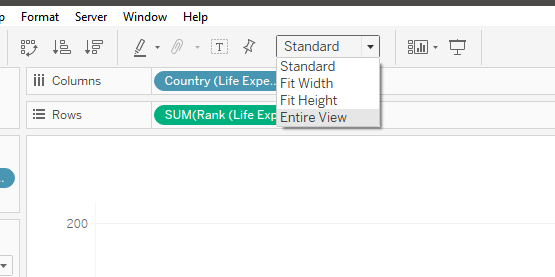 Format Server Window Help
Standard
Standard
Fit Width
Fit Height
Entire View
Columns Country (Life Expe..
Rows SUM(Rank (Life Exp
200